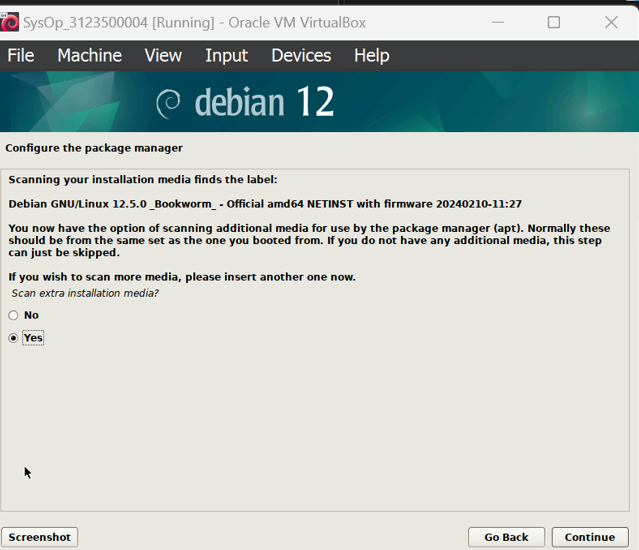 SysOp_3123500004 [Running] - Oracle VM VirtualBox
File Machine View Input Devices Help
debian 12
Configure the package manager
Scanning your installation media finds the label:
Debian GNU/Linux 12.5.0 _Bookworm_ - Official amd64 NETINST with firmware 20240210-11:27
You now have the option of scanning additional media for use by the package manager (apt). Normally these
should be from the same set as the one you booted from. If you do not have any additional media, this step
can just be skipped.
If you wish to scan more media, please insert another one now.
Scan extra installation media?
No
Yes
Screenshot Go Back Continue